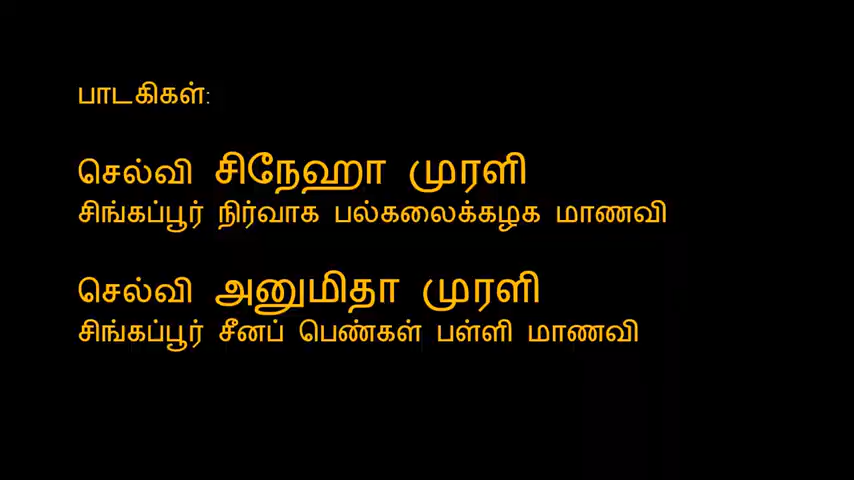 பாடகிகள்:
செல்வி சிநேஹா முரளி
சிங்கப்பூர் நிர்வாக பல்கலைக்கழக மாணவி
செல்வி அனுமிதா முரளி
சிங்கப்பூர் சீனப் பெண்கள் பள்ளி மாணவி